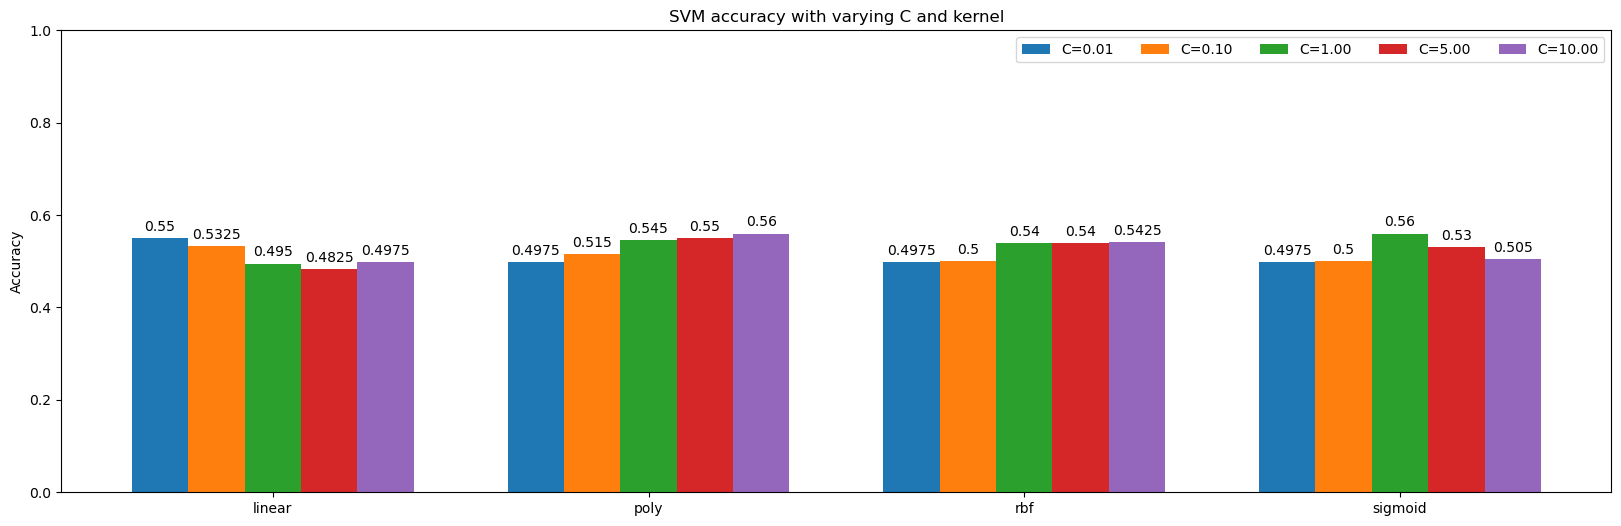 SVM accuracy with varying C and kernel
C=0.01 C=0.10 C=1.00 C=5.00 C=10.00
Accuracy
1.0
0.8
0.6
0.4
0.2
0.0
0.55 0.5325 0.495 0.4825 0.4975
0.4975 0.515 0.545 0.55 0.56
0.4975 0.5 0.54 0.54 0.5425
0.4975 0.5 0.56 0.53 0.505
linear poly rbf sigmoid